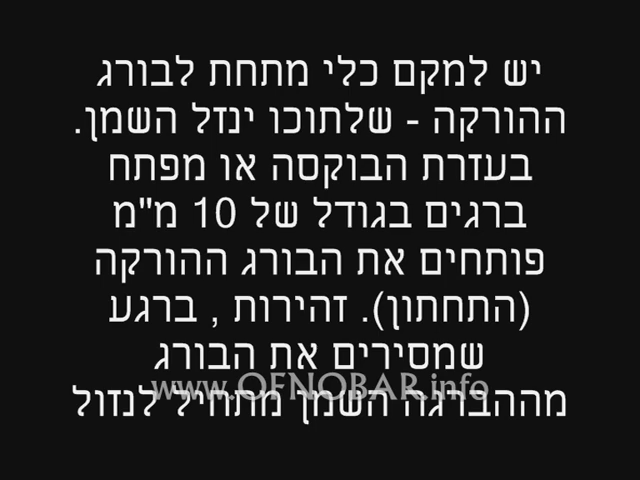 יש למקם כלי מתחת לבורג
ההורקה - שלתוכו ינזל השמן.
בעזרת הבוקסה או מפתח
ברגים בגודל של 10 מ"מ
פותחים את הבורג ההורקה
(התחתון). זהירות , ברגע
שמסירים את הבורג
www.OFNOBAR.info
מההברגה השמן מתחיל לנזול